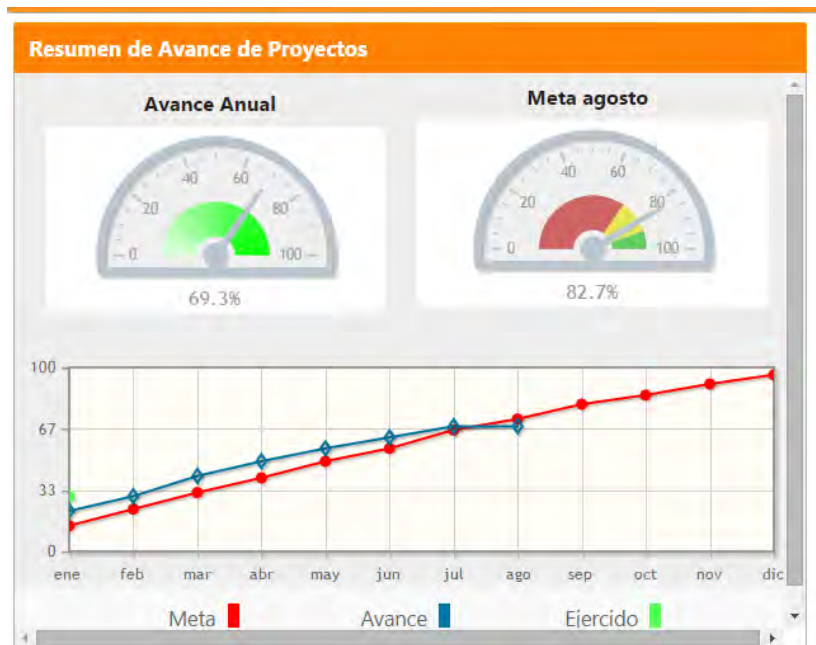 Resumen de Avance de Proyectos
Avance Anual
Meta agosto
0 20 40 60 80 100
69.3%
0 20 40 60 80 100
82.7%
100
67
33
0
ene feb mar abr may jun jul ago sep oct nov dic
Meta Avance Ejercido